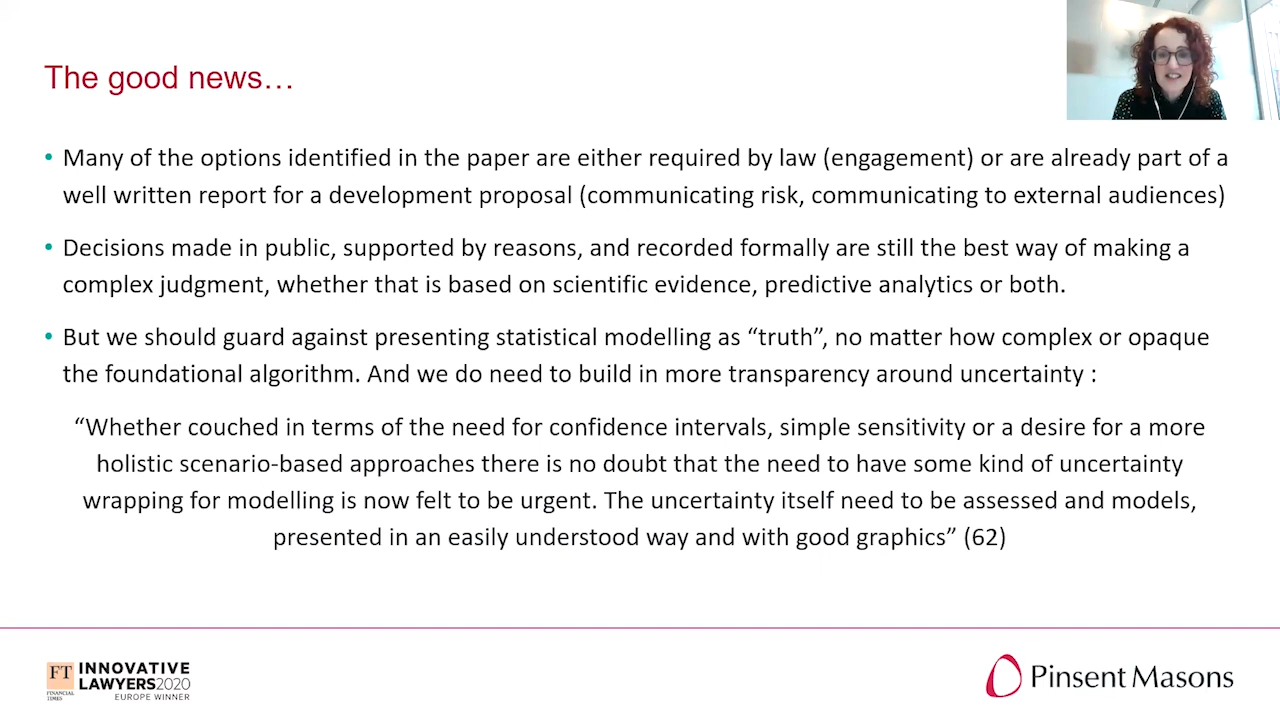 The good news…
• Many of the options identified in the paper are either required by law (engagement) or are already part of a
well written report for a development proposal (communicating risk, communicating to external audiences)
• Decisions made in public, supported by reasons, and recorded formally are still the best way of making a
complex judgment, whether that is based on scientific evidence, predictive analytics or both.
• But we should guard against presenting statistical modelling as “truth”, no matter how complex or opaque
the foundational algorithm. And we do need to build in more transparency around uncertainty :
“Whether couched in terms of the need for confidence intervals, simple sensitivity or a desire for a more
holistic scenario-based approaches there is no doubt that the need to have some kind of uncertainty
wrapping for modelling is now felt to be urgent. The uncertainty itself need to be assessed and models,
presented in an easily understood way and with good graphics” (62)
FT
FINANCIAL
TIMES
INNOVATIVE
LAWYERS2020
EUROPE WINNER
Pinsent Masons